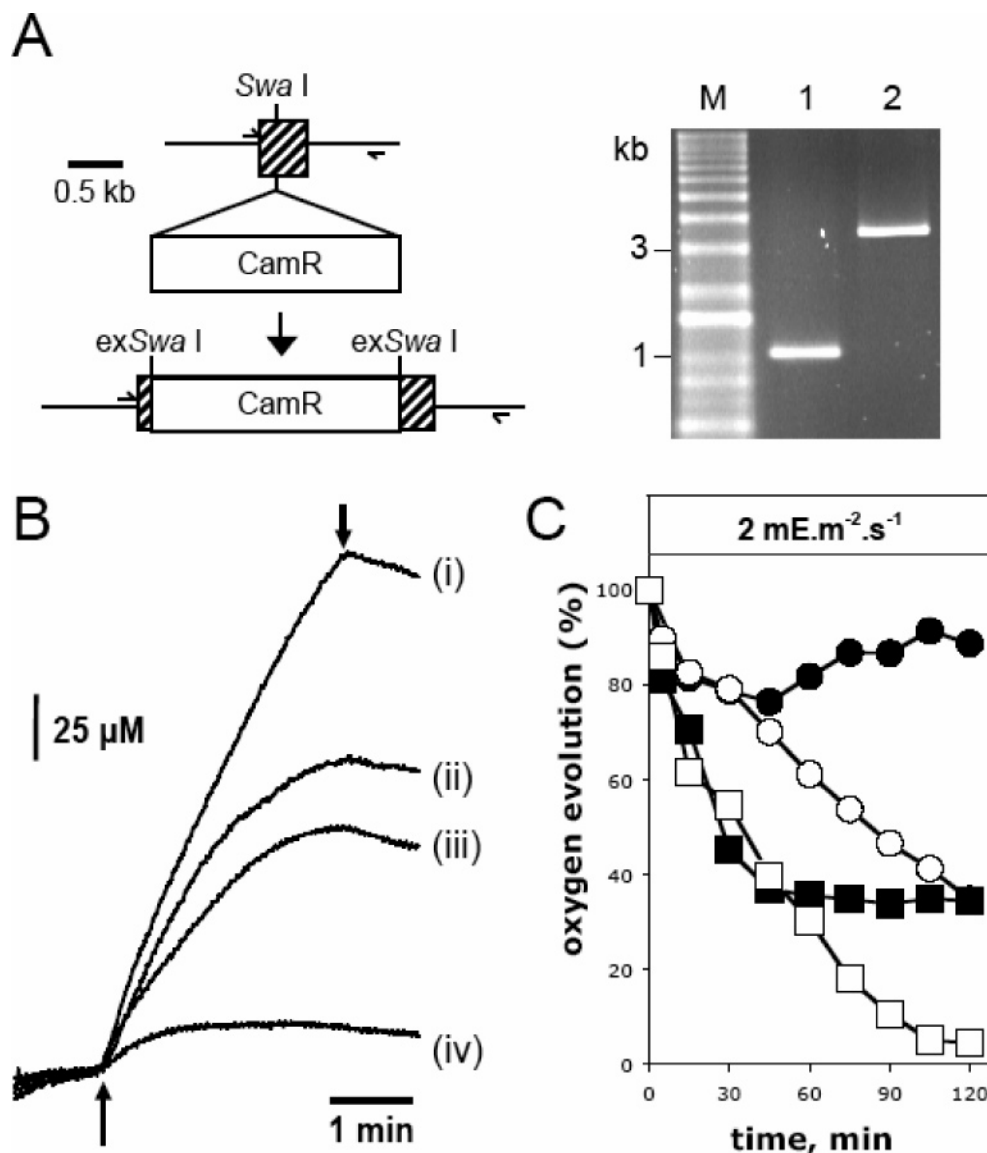 A
Swa I
0.5 kb
CamR
exSwa I exSwa I
CamR
M 1 2
kb
3
1
B
25 μM
(i)
(ii)
(iii)
(iv)
1 min
C
2 mE.m⁻².s⁻¹
oxygen evolution (%)
100
80
60
40
20
0
0 30 60 90 120
time, min